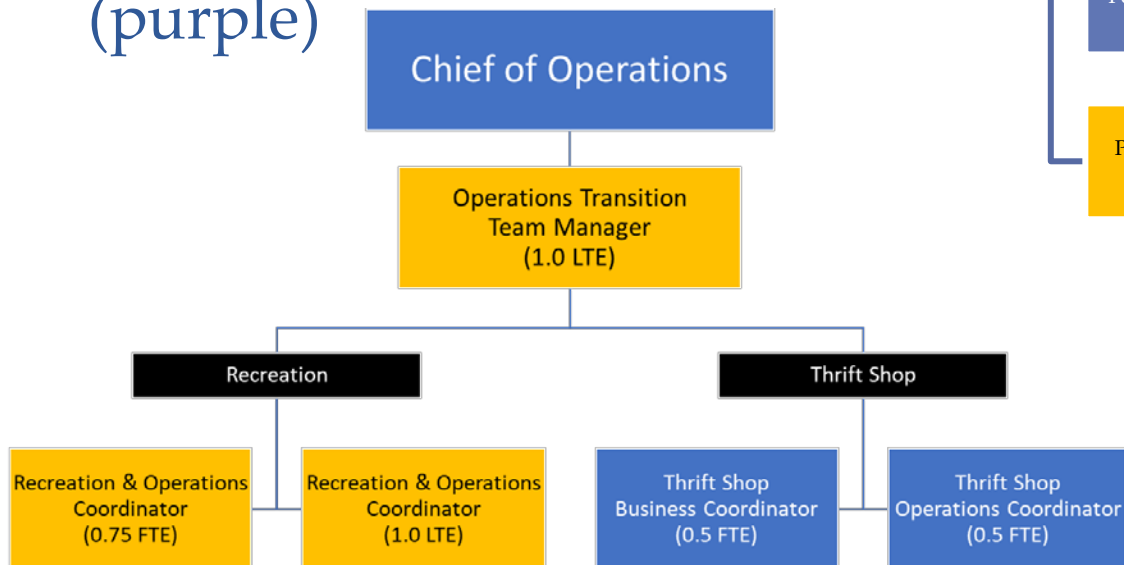 (purple)
Chief of Operations
Operations Transition
Team Manager
(1.0 LTE)
Recreation
Thrift Shop
Recreation & Operations
Coordinator
(0.75 FTE)
Recreation & Operations
Coordinator
(1.0 LTE)
Thrift Shop
Business Coordinator
(0.5 FTE)
Thrift Shop
Operations Coordinator
(0.5 FTE)